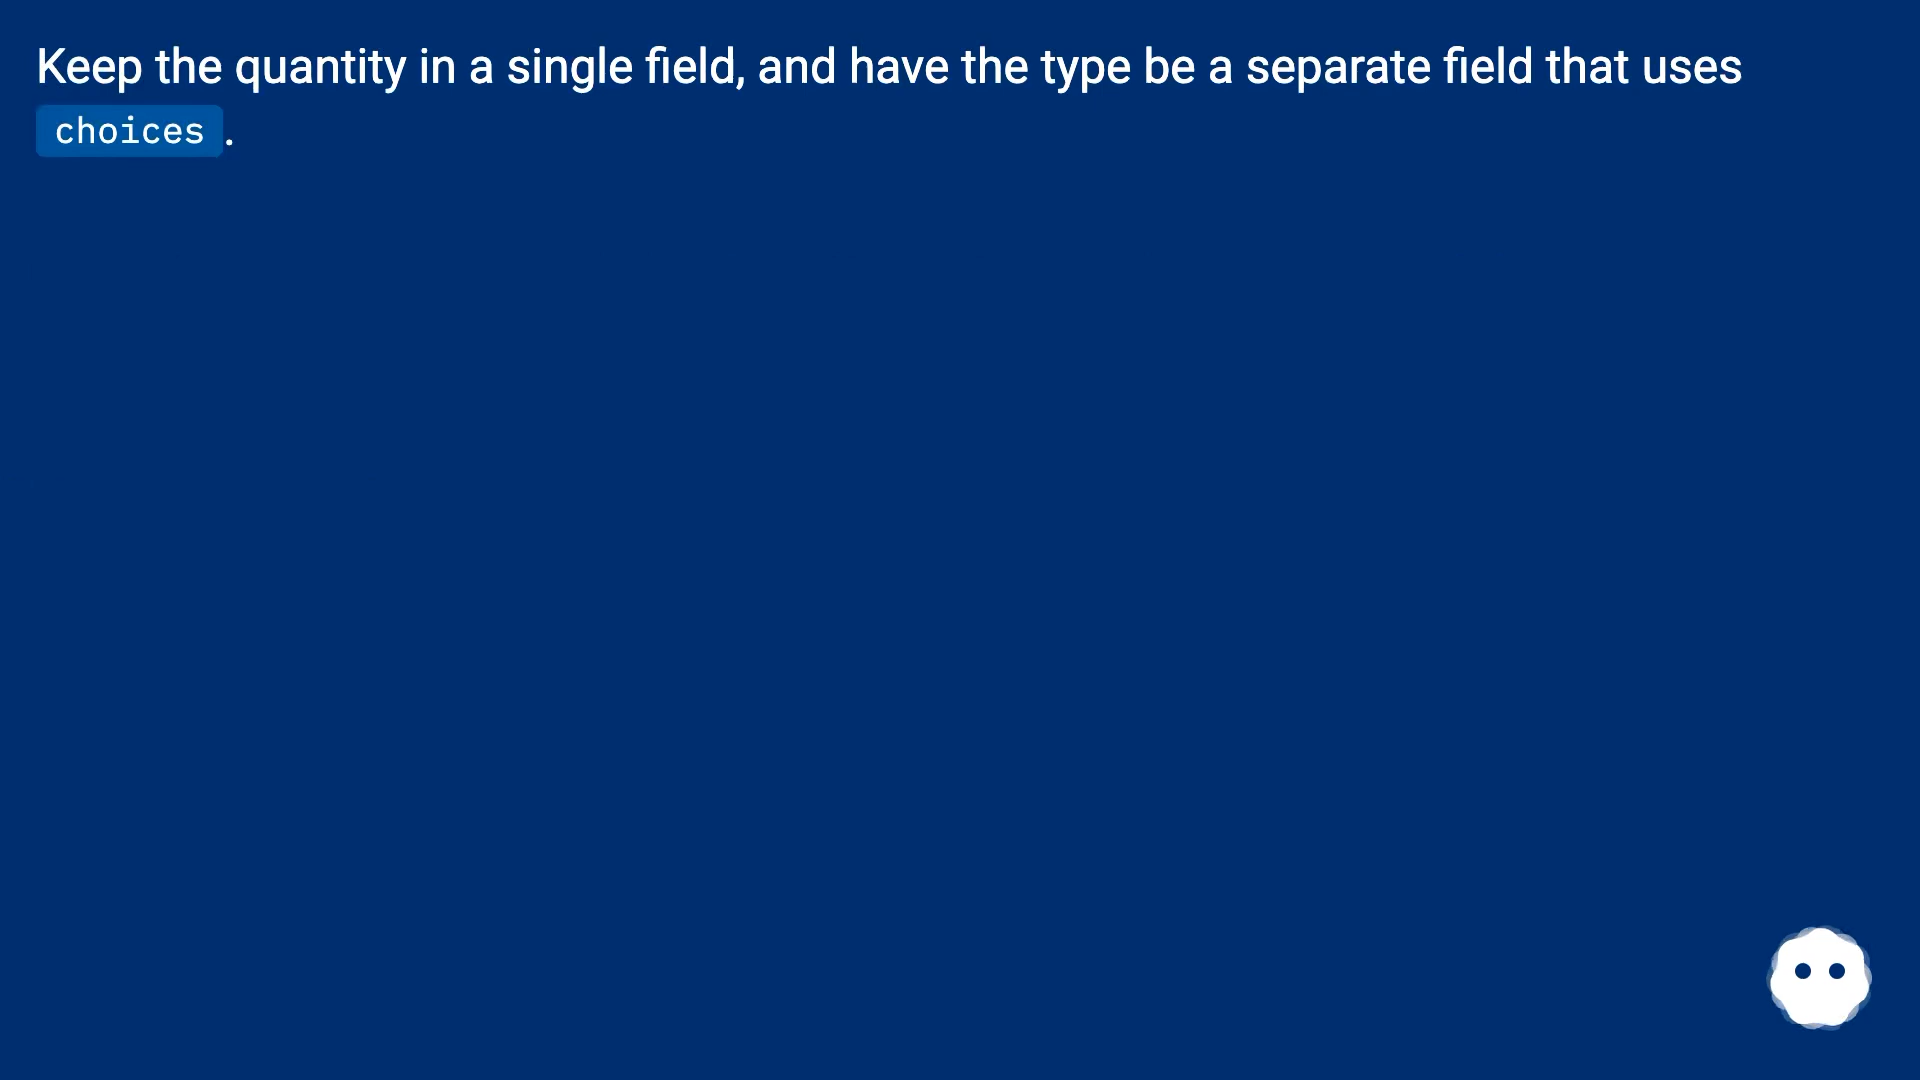 Keep the quantity in a single field, and have the type be a separate field that uses
choices.